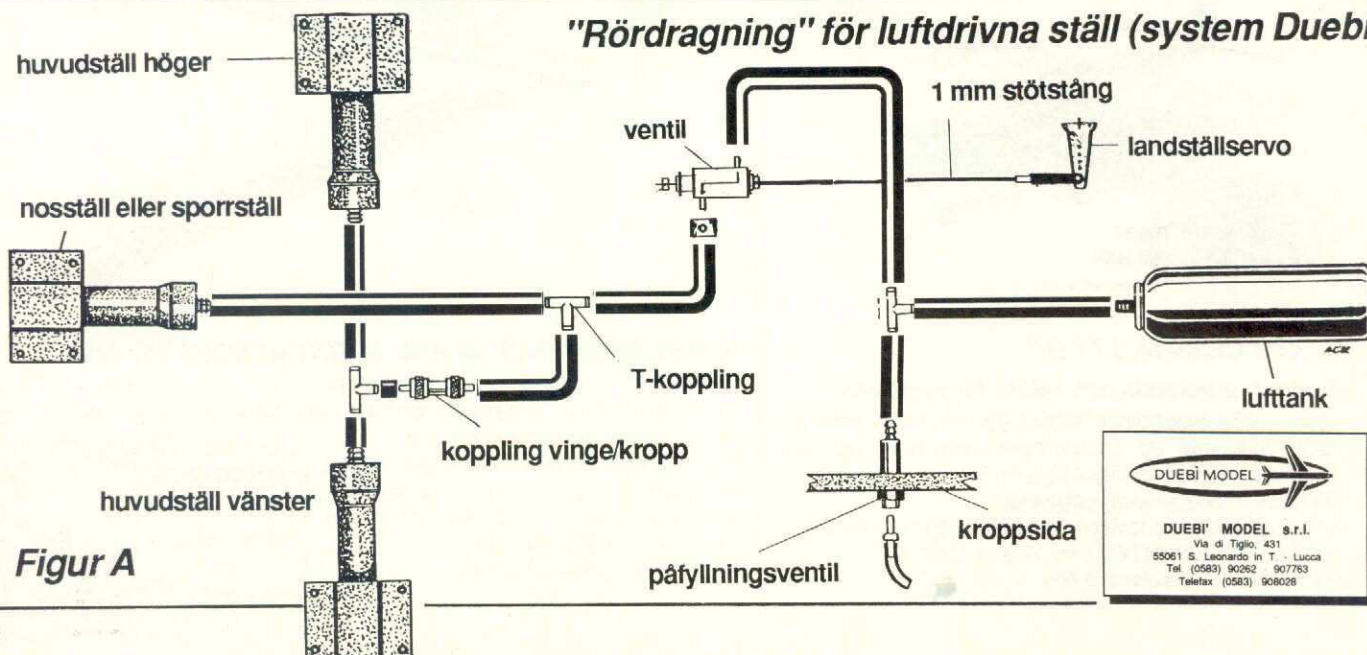 "Rördragning" för luftdrivna ställ (system Duebi
huvudställ höger
1 mm stötstång
ventil
landställservo
nosställ eller sporrställ
T-koppling
lufttank
koppling vinge/kropp
huvudställ vänster
kroppsida
påfyllningsventil
Figur A
DUEBÌ MODEL
DUEBI' MODEL s.r.l.
Via di Tiglio, 431
55061 S. Leonardo in T. - Lucca
Tel. (0583) 90262 907763
Telefax (0583) 908028